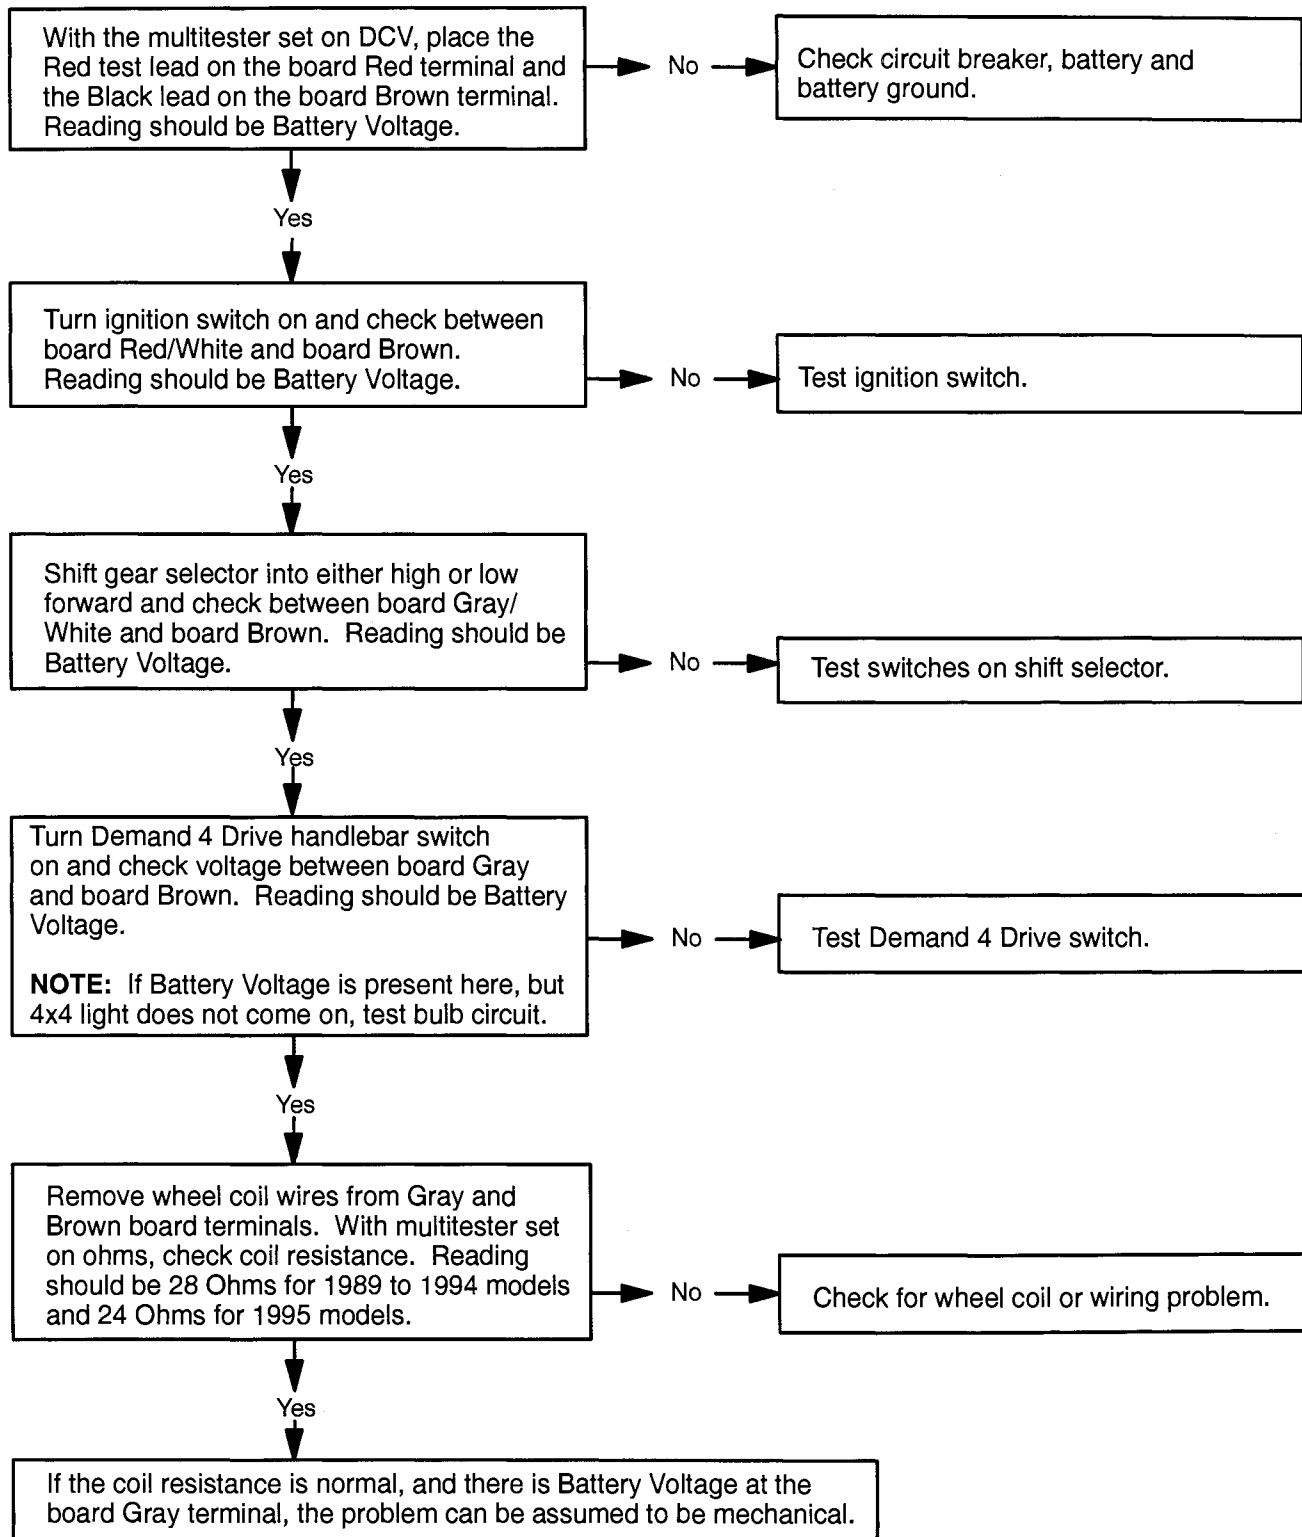 With the multitester set on DCV, place the
Red test lead on the board Red terminal and
the Black lead on the board Brown terminal.
Reading should be Battery Voltage.
No
Check circuit breaker, battery and
battery ground.
Yes
Turn ignition switch on and check between
board Red/White and board Brown.
Reading should be Battery Voltage.
No
Test ignition switch.
Yes
Shift gear selector into either high or low
forward and check between board Gray/
White and board Brown. Reading should be
Battery Voltage.
No
Test switches on shift selector.
Yes
Turn Demand 4 Drive handlebar switch
on and check voltage between board Gray
and board Brown. Reading should be Battery
Voltage.
NOTE: If Battery Voltage is present here, but
4x4 light does not come on, test bulb circuit.
No
Test Demand 4 Drive switch.
Yes
Remove wheel coil wires from Gray and
Brown board terminals. With multitester set
on ohms, check coil resistance. Reading
should be 28 Ohms for 1989 to 1994 models
and 24 Ohms for 1995 models.
No
Check for wheel coil or wiring problem.
Yes
If the coil resistance is normal, and there is Battery Voltage at the
board Gray terminal, the problem can be assumed to be mechanical.